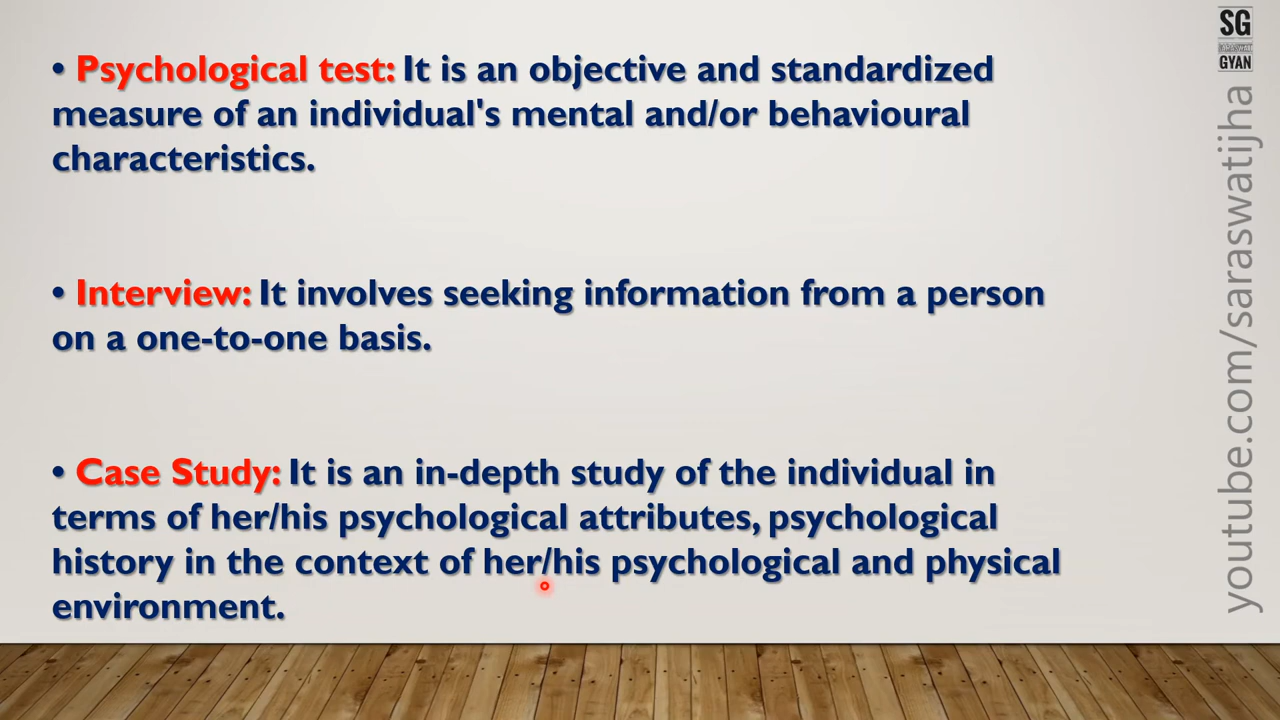 • Psychological test: It is an objective and standardized
measure of an individual's mental and/or behavioural
characteristics.
• Interview: It involves seeking information from a person
on a one-to-one basis.
• Case Study: It is an in-depth study of the individual in
terms of her/his psychological attributes, psychological
history in the context of her/his psychological and physical
environment.
SG
GYAN
youtube.com/saraswatijha